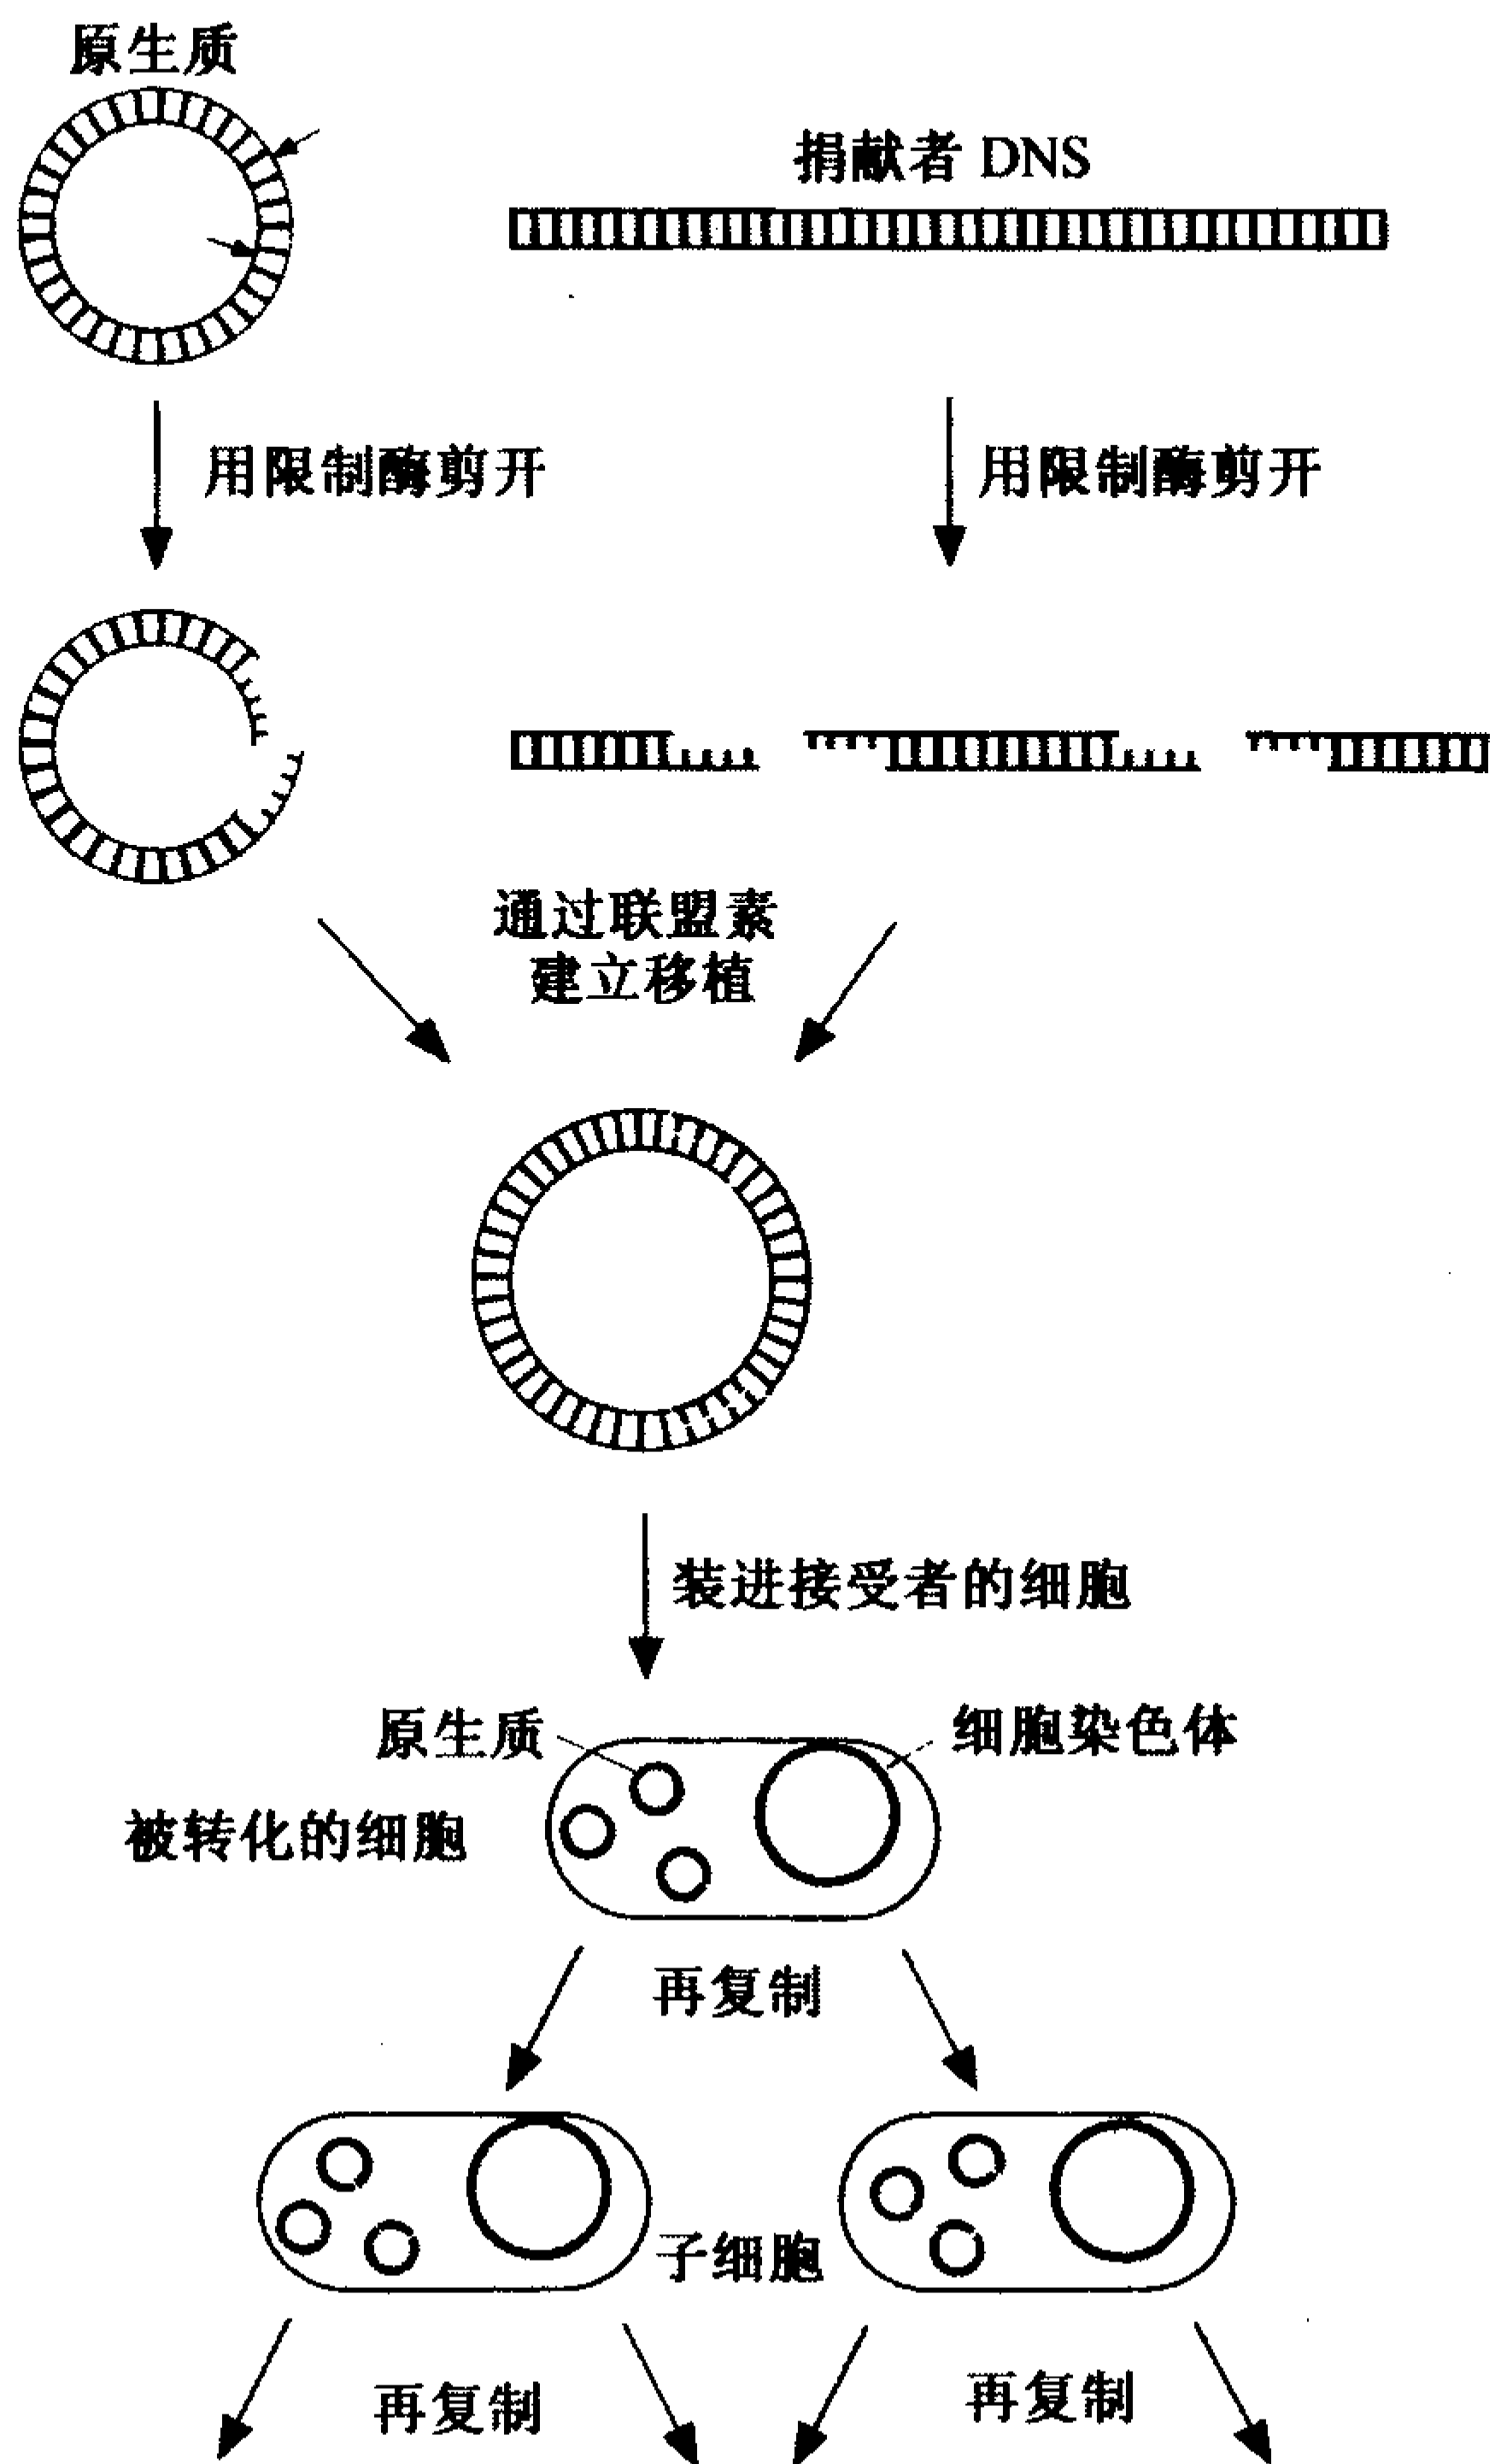 原生质
捐献者 DNS
用限制酶剪开
用限制酶剪开
通过联盟素
建立移植
装进接受者的细胞
原生质
细胞染色体
被转化的细胞
再复制
子细胞
再复制
再复制